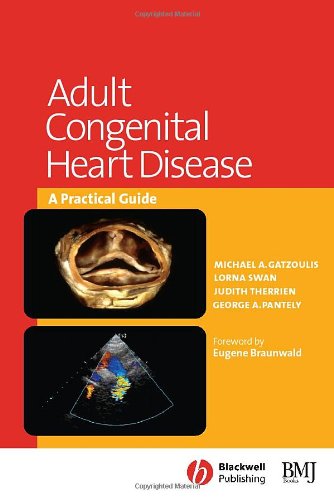 Adult
Congenital
Heart Disease
A Practical Guide
MICHAEL A. GATZOULIS
LORNA SWAN
JUDITH THERRIEN
GEORGE A. PANTELY
Foreword by
Eugene Braunwald
Blackwell
Publishing
BMJ
Books